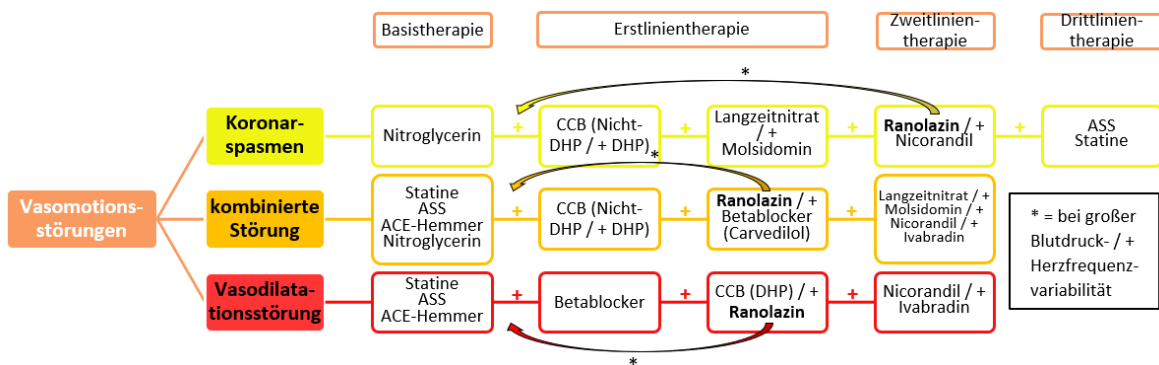 Basistherapie
Erstlinientherapie
Zweitlinien-
therapie
Drittlinien-
therapie
*
Koronar-
spasmen
Nitroglycerin
+
CCB (Nicht-
DHP / + DHP)
+
Langzeitnitrat
/ +
Molsidomin
+
Ranolazin / +
Nicorandil
+
ASS
Statine
*
Vasomotions-
störungen
kombinierte
Störung
Statine
ASS
ACE-Hemmer
Nitroglycerin
+
CCB (Nicht-
DHP / + DHP)
+
Ranolazin / +
Betablocker
(Carvedilol)
+
Langzeitnitrat / +
Molsidomin / +
Nicorandil / +
Ivabradin
* = bei großer
Blutdruck- / +
Herzfrequenz-
variabilität
Vasodilata-
tionsstörung
Statine
ASS
ACE-Hemmer
+
Betablocker
+
CCB (DHP) / +
Ranolazin
+
Nicorandil / +
Ivabradin
*